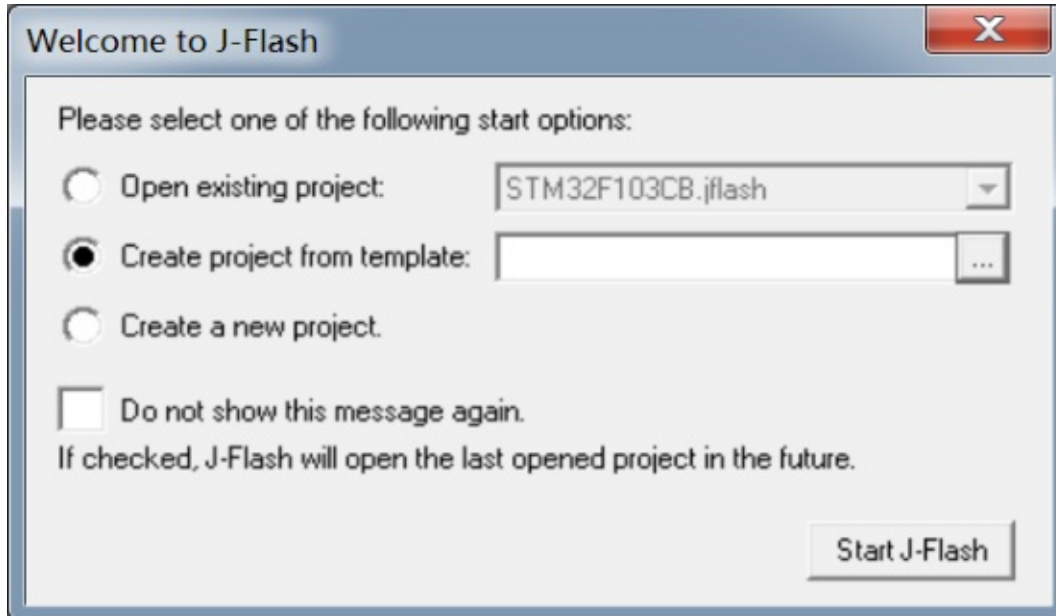 Welcome to J-Flash
Please select one of the following start options:
Open existing project: STM32F103CB.jflash
Create project from template: ...
Create a new project.
Do not show this message again.
If checked, J-Flash will open the last opened project in the future.
Start J-Flash